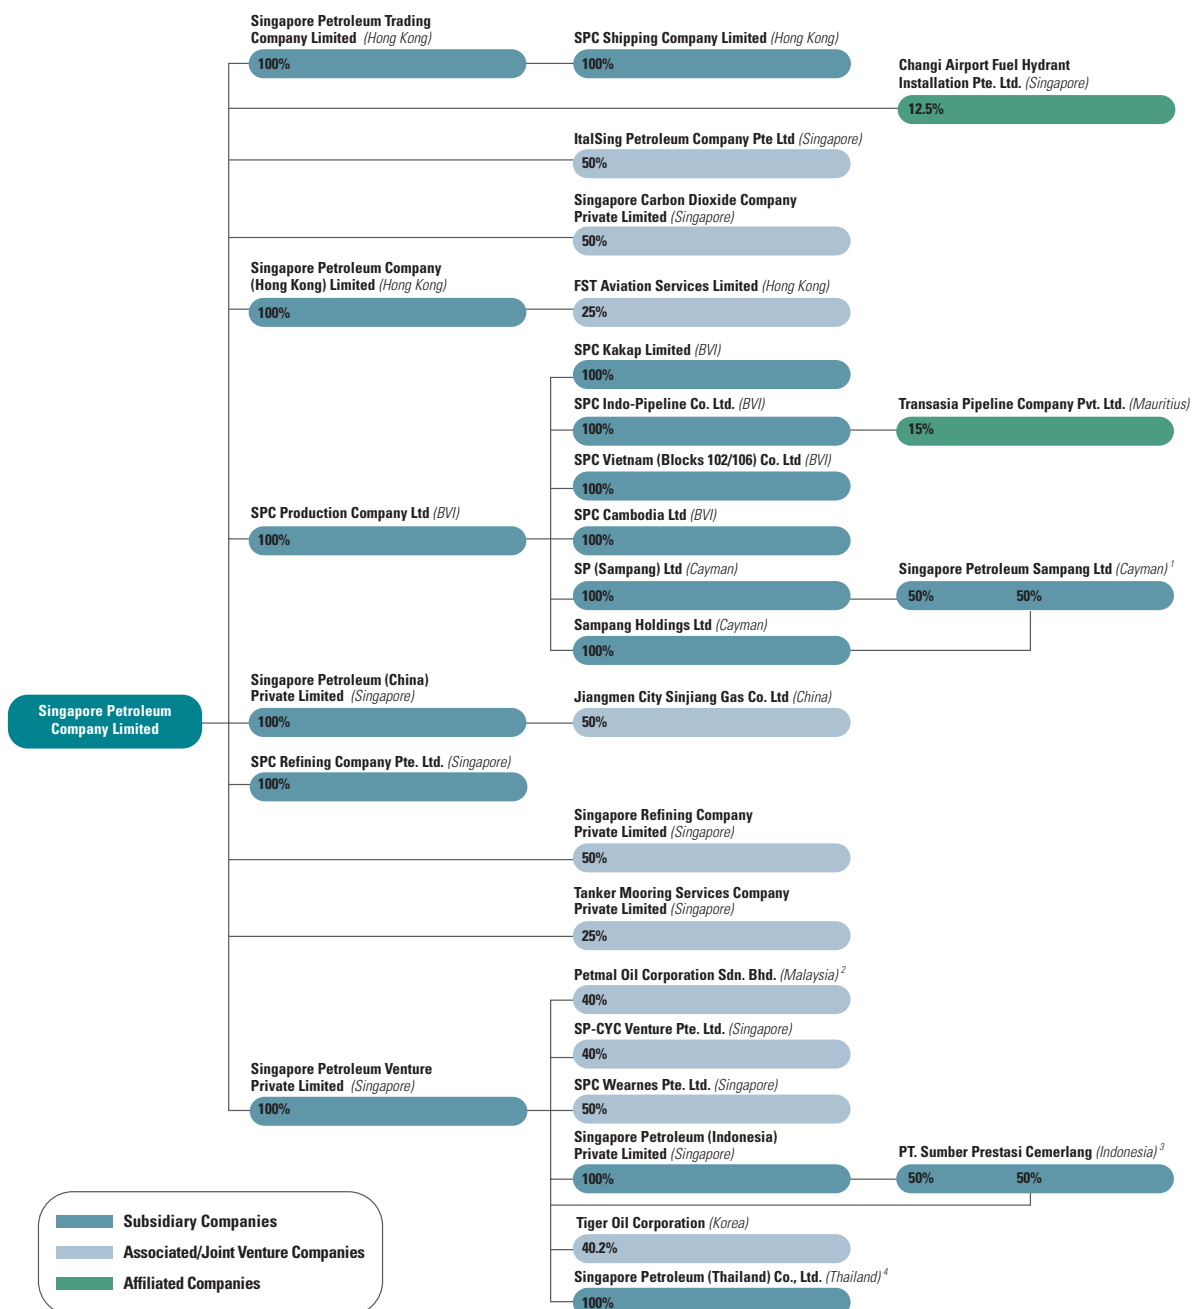 Singapore Petroleum Trading
Company Limited (Hong Kong)
100%
SPC Shipping Company Limited (Hong Kong)
100%
Changi Airport Fuel Hydrant
Installation Pte. Ltd. (Singapore)
12.5%
ItalSing Petroleum Company Pte Ltd (Singapore)
50%
Singapore Carbon Dioxide Company
Private Limited (Singapore)
50%
Singapore Petroleum Company
(Hong Kong) Limited (Hong Kong)
100%
FST Aviation Services Limited (Hong Kong)
25%
SPC Kakap Limited (BVI)
100%
SPC Indo-Pipeline Co. Ltd. (BVI)
100%
Transasia Pipeline Company Pvt. Ltd. (Mauritius)
15%
SPC Vietnam (Blocks 102/106) Co. Ltd (BVI)
100%
SPC Production Company Ltd (BVI)
100%
SPC Cambodia Ltd (BVI)
100%
SP (Sampang) Ltd (Cayman)
100%
Singapore Petroleum Sampang Ltd (Cayman) 1
50% 50%
Sampang Holdings Ltd (Cayman)
100%
Singapore Petroleum
Company Limited
Singapore Petroleum (China)
Private Limited (Singapore)
100%
Jiangmen City Sinjiang Gas Co. Ltd (China)
50%
SPC Refining Company Pte. Ltd. (Singapore)
100%
Singapore Refining Company
Private Limited (Singapore)
50%
Tanker Mooring Services Company
Private Limited (Singapore)
25%
Petmal Oil Corporation Sdn. Bhd. (Malaysia) 2
40%
SP-CYC Venture Pte. Ltd. (Singapore)
40%
Singapore Petroleum Venture
Private Limited (Singapore)
100%
SPC Wearnes Pte. Ltd. (Singapore)
50%
Singapore Petroleum (Indonesia)
Private Limited (Singapore)
100%
PT. Sumber Prestasi Cemerlang (Indonesia) 3
50% 50%
Tiger Oil Corporation (Korea)
40.2%
Singapore Petroleum (Thailand) Co., Ltd. (Thailand) 4
100%
Subsidiary Companies
Associated/Joint Venture Companies
Affiliated Companies